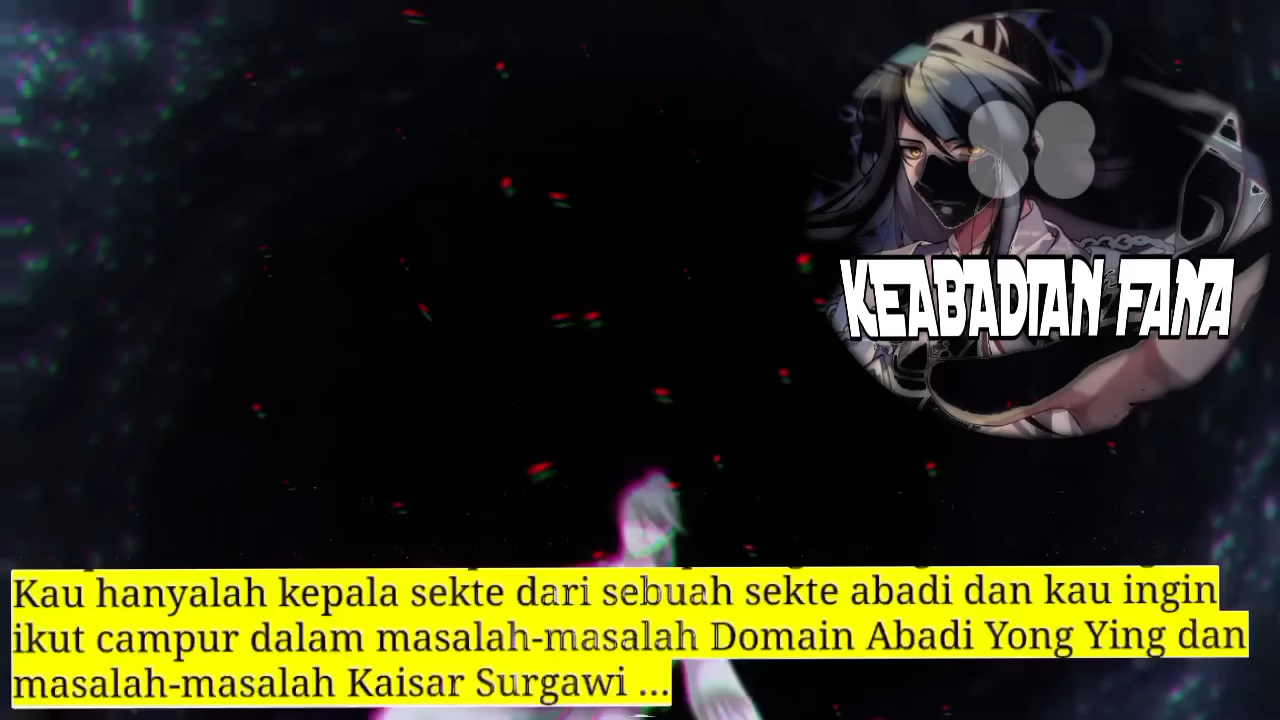 KEABADIAN FANA
Kau hanyalah kepala sekte dari sebuah sekte abadi dan kau ingin
ikut campur dalam masalah-masalah Domain Abadi Yong Ying dan
masalah-masalah Kaisar Surgawi ...